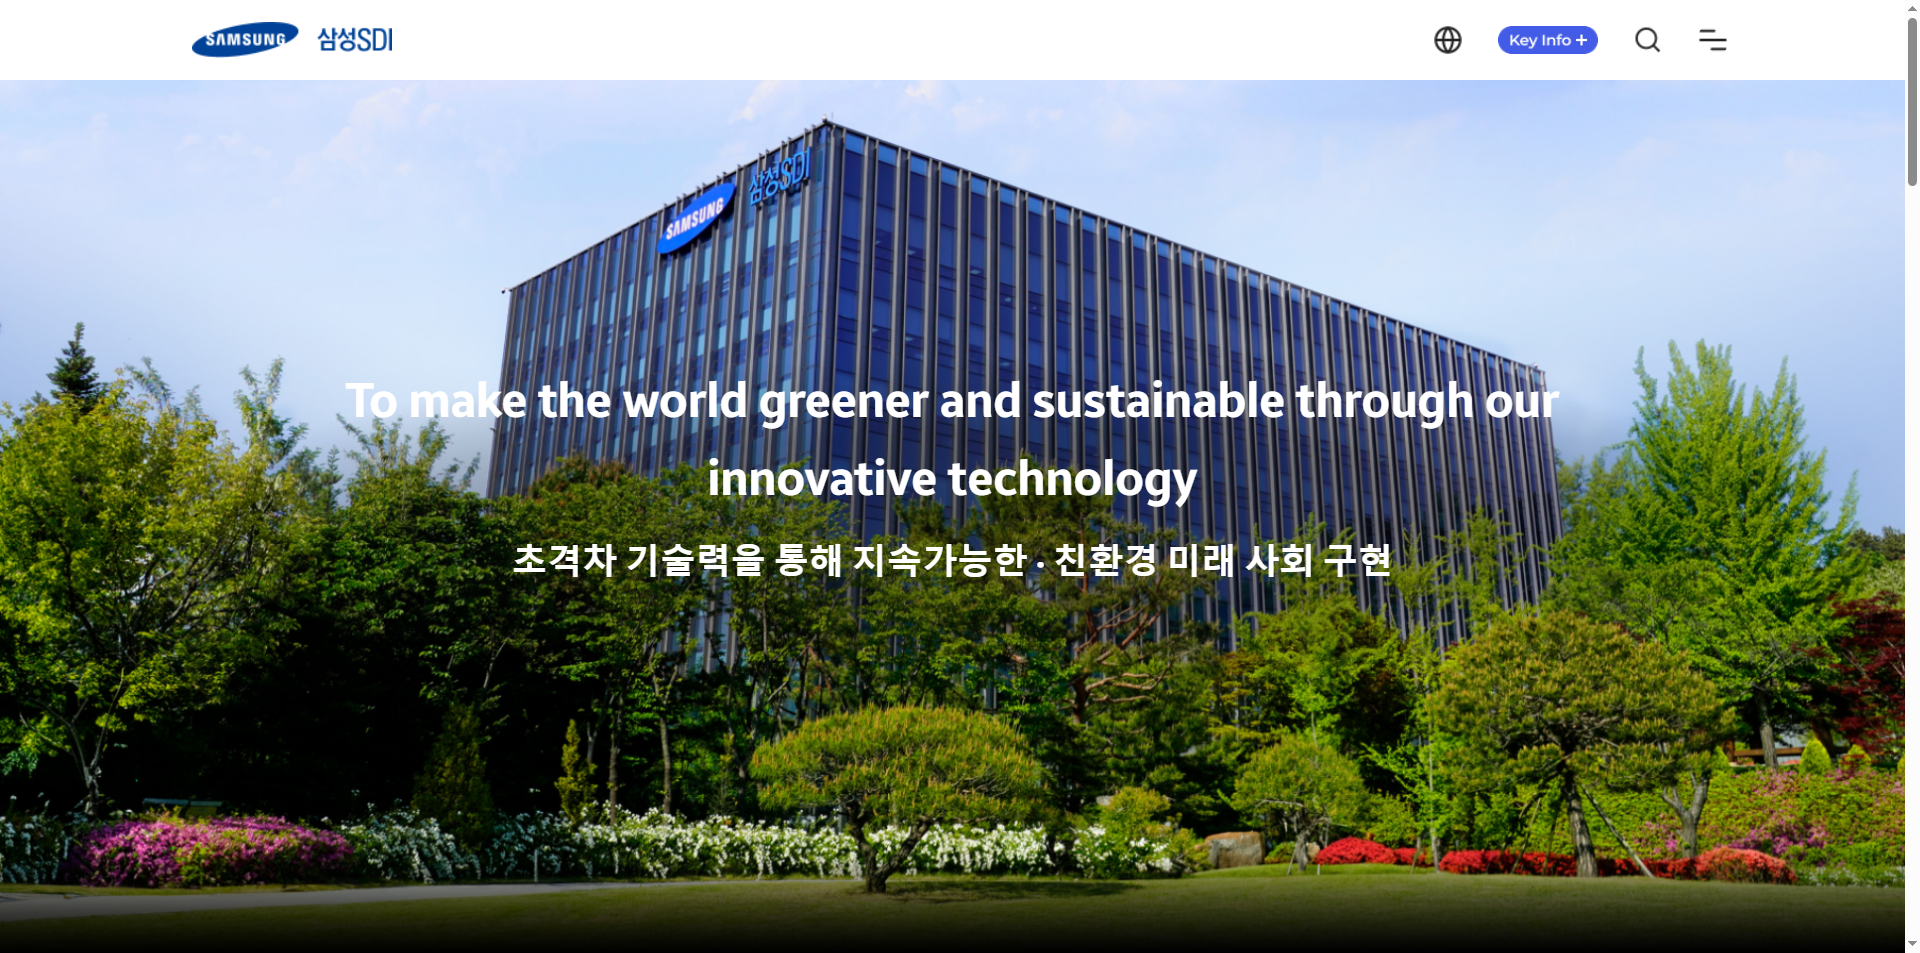 SAMSUNG 삼성SDI
Key Info +
SAMSUNG 삼성SDI
To make the world greener and sustainable through our
innovative technology
초격차 기술력을 통해 지속가능한 · 친환경 미래 사회 구현